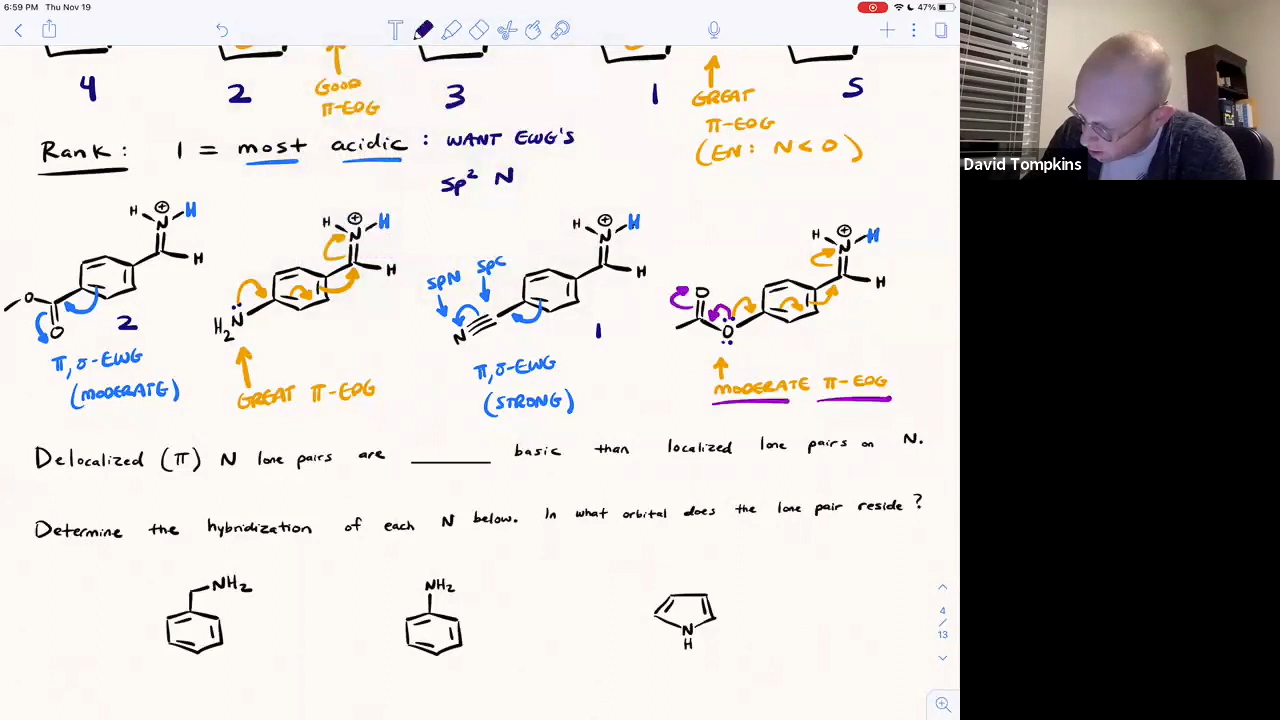 6:59 PM Thu Nov 19
47%
T
4 2 3 1 5
GOOD
π-EDG
GREAT
π-EDG
(EN: N < O)
Rank: 1 = most acidic : WANT EWG'S
sp² N
H N H H
H N H H
H N H H
H N H H
O
O
2
H₂N
spN
spC
N
1
O
O
π,σ-EWG
(MODERATE)
GREAT π-EDG
π,σ-EWG
(STRONG)
MODERATE π-EDG
Delocalized (π) N lone pairs are ______ basic than localized lone pairs on N.
Determine the hybridization of each N below. In what orbital does the lone pair reside?
NH₂
NH₂
N
H
4
/
13
David Tompkins